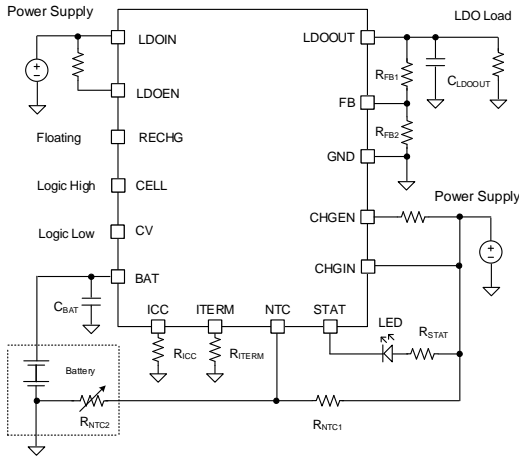 Power Supply
LDO Load
LDOIN
LDOOUT
RFB1
CLDOOUT
LDOEN
FB
RFB2
Floating
RECHG
GND
Logic High
CELL
Power Supply
CHGEN
Logic Low
CV
BAT
CHGIN
CBAT
ICC
ITERM
NTC
STAT
LED
RICC
RITERM
RSTAT
Battery
RNTC2
RNTC1